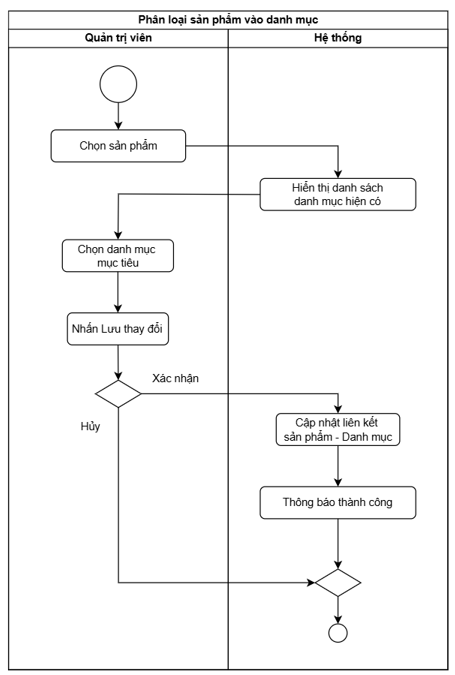 Phân loại sản phẩm vào danh mục
Quản trị viên
Hệ thống
Chọn sản phẩm
Hiển thị danh sách
danh mục hiện có
Chọn danh mục
mục tiêu
Nhấn Lưu thay đổi
Xác nhận
Hủy
Cập nhật liên kết
sản phẩm - Danh mục
Thông báo thành công